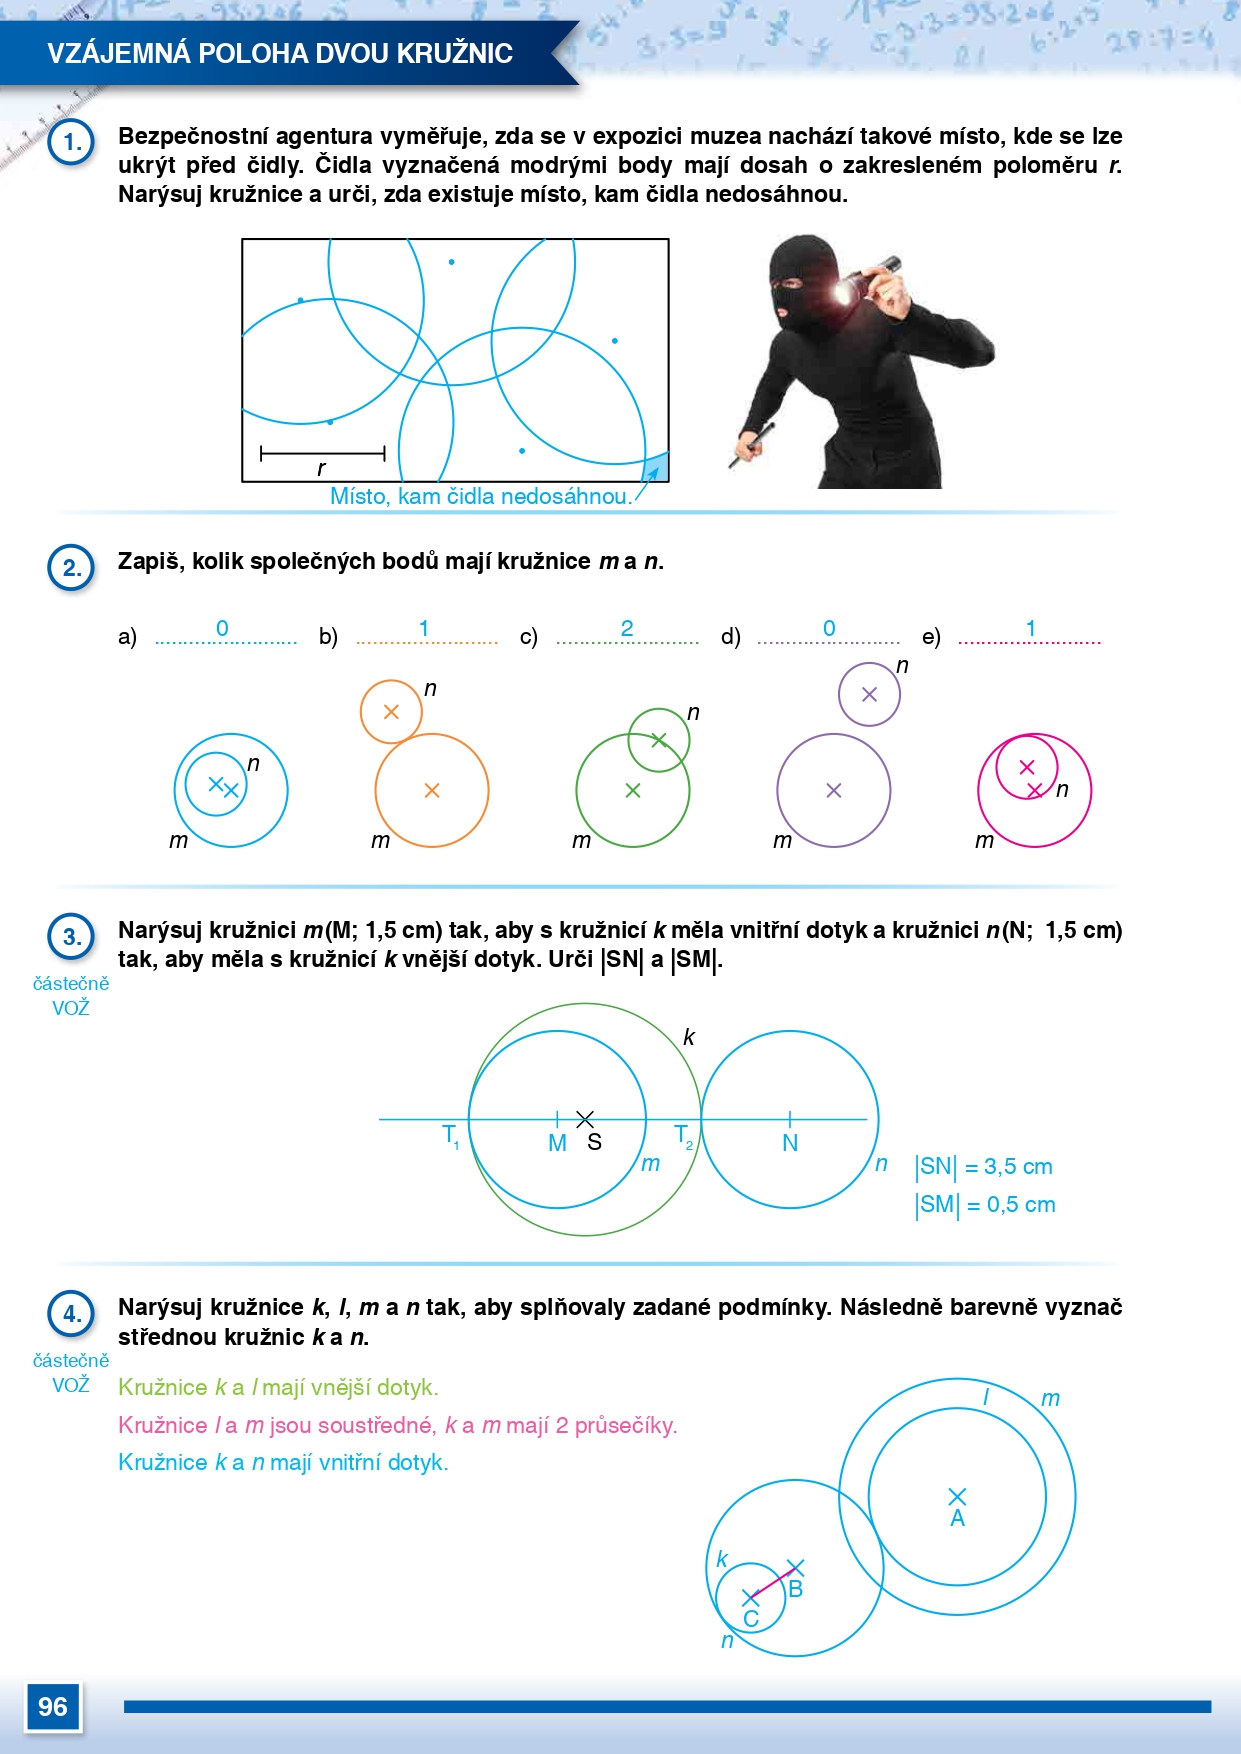 VZÁJEMNÁ POLOHA DVOU KRUŽNIC
1.
Bezpečnostní agentura vyměřuje, zda se v expozici muzea nachází takové místo, kde se lze
ukrýt před čidly. Čidla vyznačená modrými body mají dosah o zakresleném poloměru r.
Narýsuj kružnice a urči, zda existuje místo, kam čidla nedosáhnou.
r
Místo, kam čidla nedosáhnou.
2.
Zapiš, kolik společných bodů mají kružnice m a n.
a) 0 b) 1 c) 2 d) 0 e) 1
n n n n n
m m m m m
3.
částečně
VOŽ
Narýsuj kružnici m (M; 1,5 cm) tak, aby s kružnicí k měla vnitřní dotyk a kružnici n (N; 1,5 cm)
tak, aby měla s kružnicí k vnější dotyk. Urči |SN| a |SM|.
k
T1 M S T2 N
m n
|SN| = 3,5 cm
|SM| = 0,5 cm
4.
částečně
VOŽ
Narýsuj kružnice k, l, m a n tak, aby splňovaly zadané podmínky. Následně barevně vyznač
střednou kružnic k a n.
Kružnice k a l mají vnější dotyk.
Kružnice l a m jsou soustředné, k a m mají 2 průsečíky.
Kružnice k a n mají vnitřní dotyk.
l m
A
k
B
C
n
96